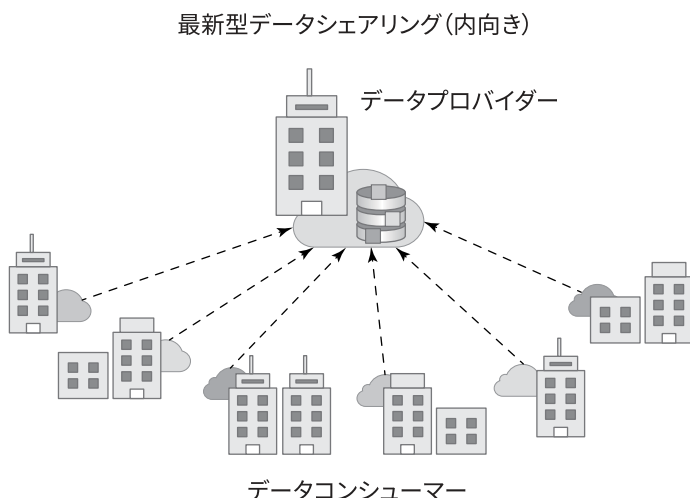 最新型データシェアリング（内向き）
データプロバイダー
データコンシューマー